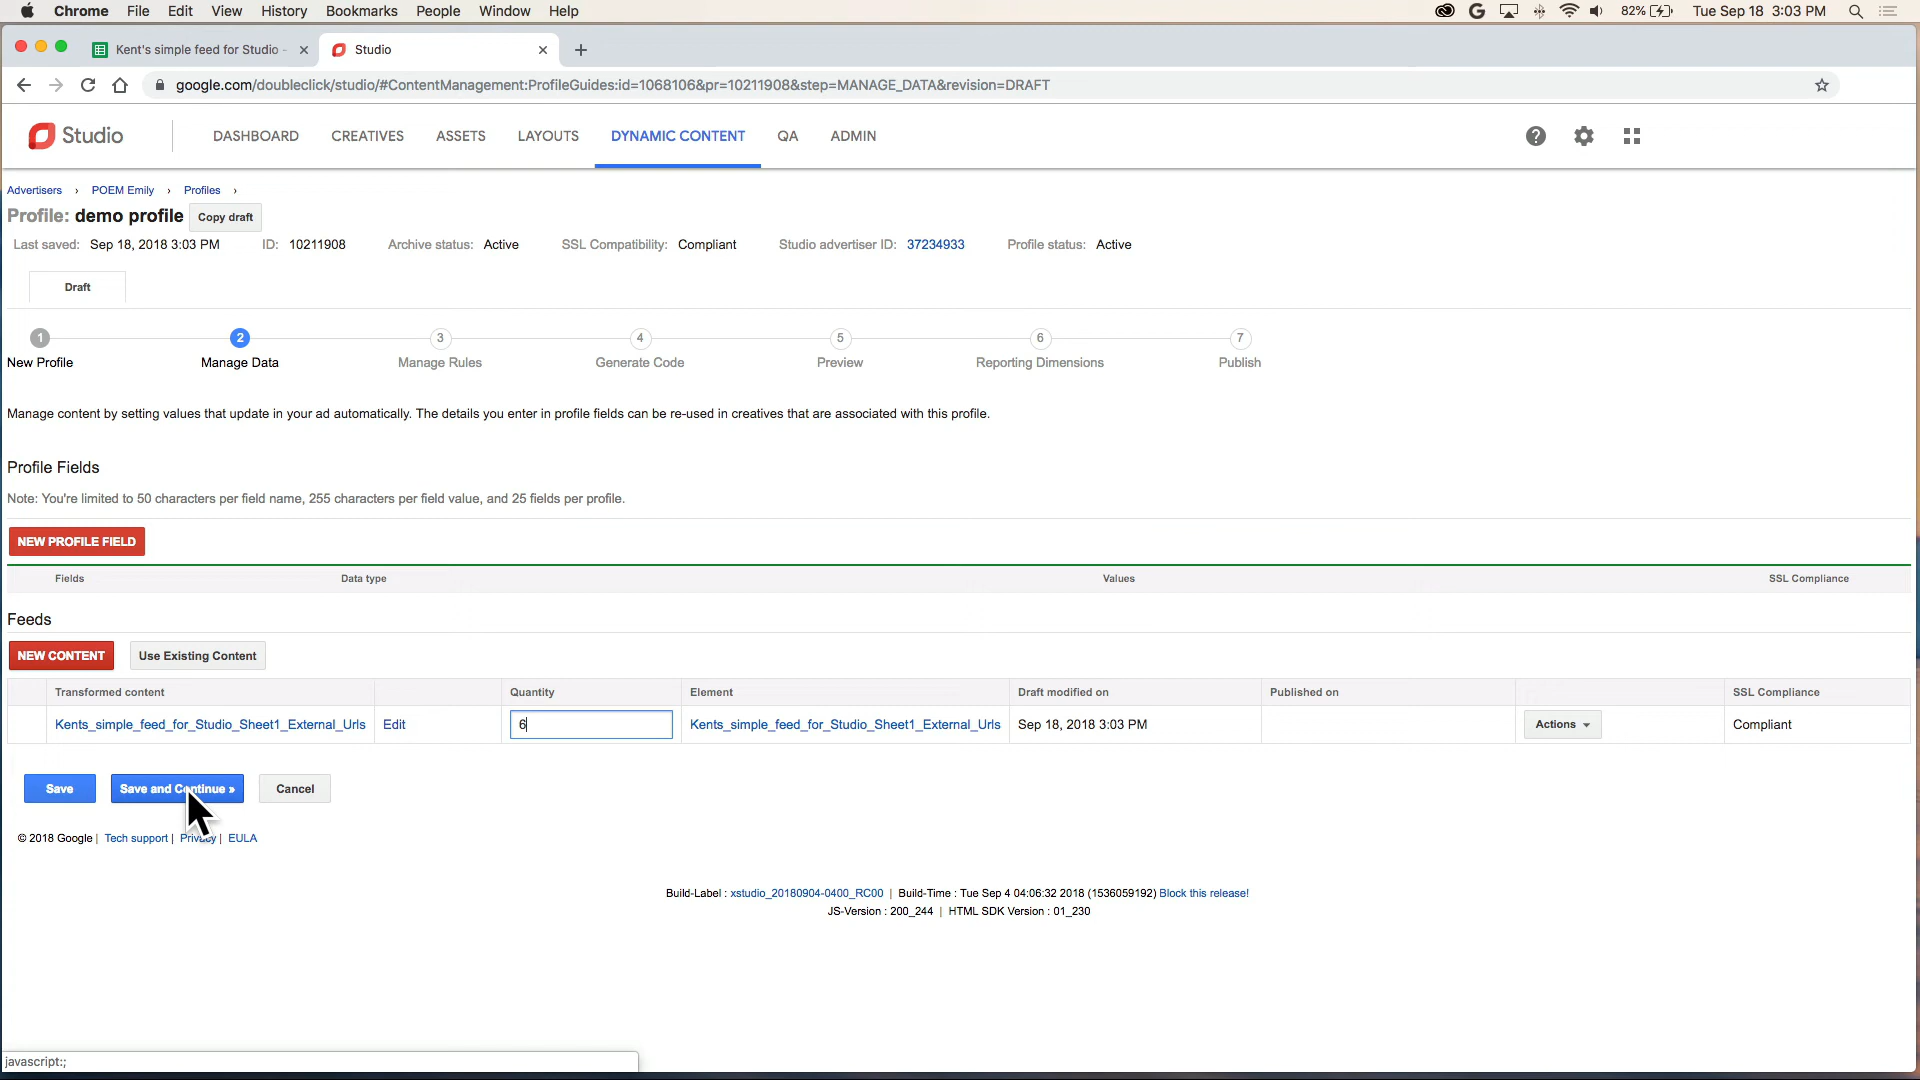 Chrome File Edit View History Bookmarks People Window Help 82% Tue Sep 18 3:03 PM
Kent's simple feed for Studio - Studio
google.com/doubleclick/studio/#ContentManagement:ProfileGuides:id=1068106&pr=10211908&step=MANAGE_DATA&revision=DRAFT
Studio DASHBOARD CREATIVES ASSETS LAYOUTS DYNAMIC CONTENT QA ADMIN
Advertisers › POEM Emily › Profiles ›
Profile: demo profile Copy draft
Last saved: Sep 18, 2018 3:03 PM ID: 10211908 Archive status: Active SSL Compatibility: Compliant Studio advertiser ID: 37234933 Profile status: Active
Draft
1 2 3 4 5 6 7
New Profile Manage Data Manage Rules Generate Code Preview Reporting Dimensions Publish
Manage content by setting values that update in your ad automatically. The details you enter in profile fields can be re-used in creatives that are associated with this profile.
Profile Fields
Note: You're limited to 50 characters per field name, 255 characters per field value, and 25 fields per profile.
NEW PROFILE FIELD
Fields Data type Values SSL Compliance
Feeds
NEW CONTENT Use Existing Content
Transformed content Quantity Element Draft modified on Published on SSL Compliance
Kents_simple_feed_for_Studio_Sheet1_External_Urls Edit 6 Kents_simple_feed_for_Studio_Sheet1_External_Urls Sep 18, 2018 3:03 PM Actions Compliant
Save Save and Continue » Cancel
© 2018 Google | Tech support | Privacy | EULA
Build-Label : xstudio_20180904-0400_RC00 | Build-Time : Tue Sep 4 04:06:32 2018 (1536059192) Block this release!
JS-Version : 200_244 | HTML SDK Version : 01_230
javascript:;